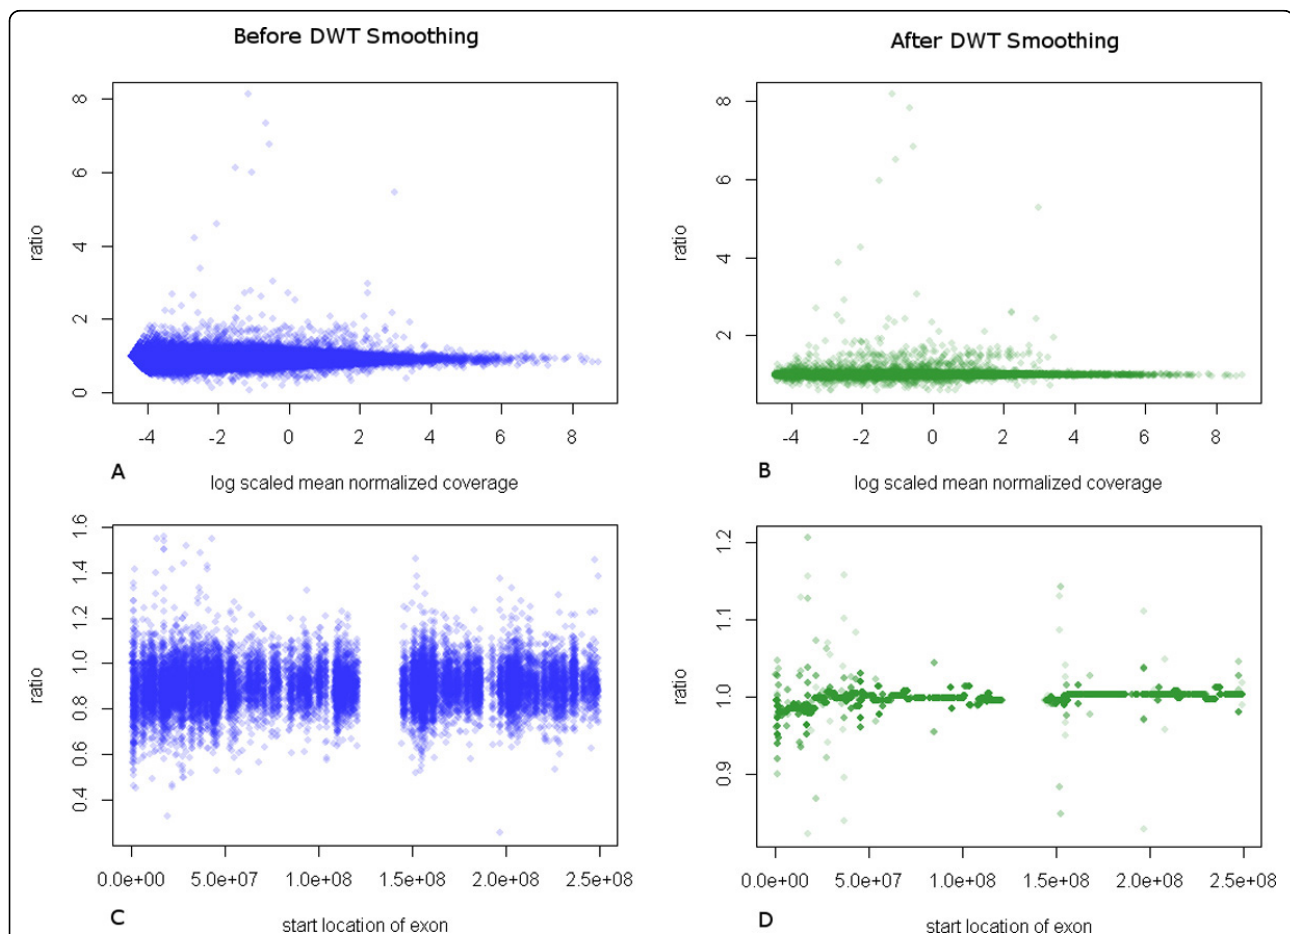 Before DWT Smoothing
After DWT Smoothing
8
6
4
2
0
ratio
-4 -2 0 2 4 6 8
A
log scaled mean normalized coverage
8
6
4
2
ratio
-4 -2 0 2 4 6 8
B
log scaled mean normalized coverage
1.6
1.4
1.2
1.0
0.8
0.6
0.4
ratio
0.0e+00 5.0e+07 1.0e+08 1.5e+08 2.0e+08 2.5e+08
C
start location of exon
1.2
1.1
1.0
0.9
ratio
0.0e+00 5.0e+07 1.0e+08 1.5e+08 2.0e+08 2.5e+08
D
start location of exon